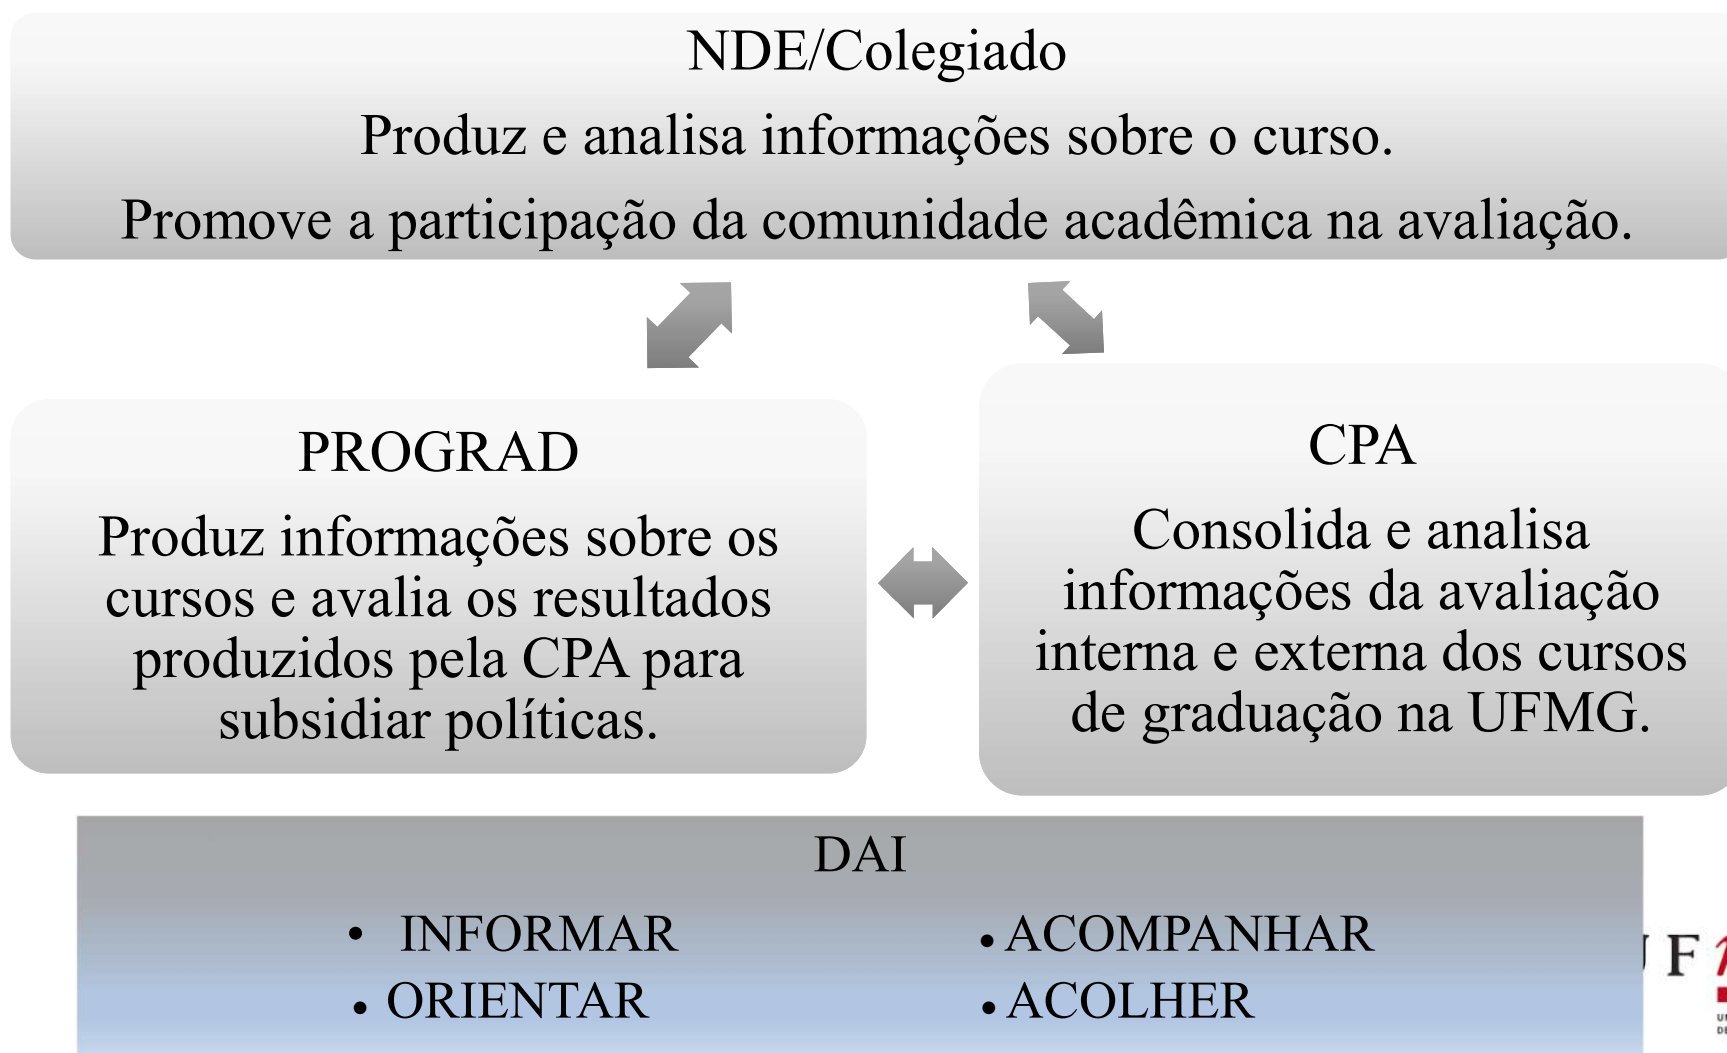 NDE/Colegiado
Produz e analisa informações sobre o curso.
Promove a participação da comunidade acadêmica na avaliação.
PROGRAD
Produz informações sobre os
cursos e avalia os resultados
produzidos pela CPA para
subsidiar políticas.
CPA
Consolida e analisa
informações da avaliação
interna e externa dos cursos
de graduação na UFMG.
DAI
• INFORMAR
• ORIENTAR
• ACOMPANHAR
• ACOLHER
F